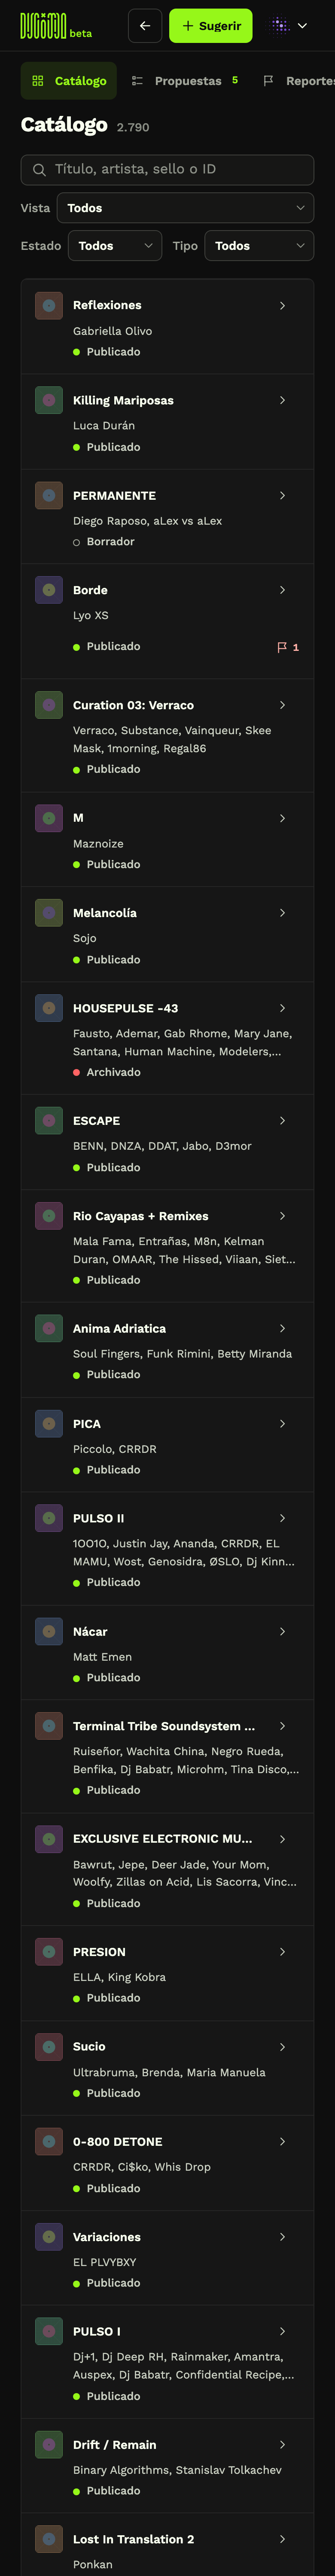 beta
Sugerir
Catálogo
Propuestas 5
Reportes
Catálogo 2.790
Título, artista, sello o ID
Vista Todos
Estado Todos Tipo Todos
Reflexiones
Gabriella Olivo
Publicado
Killing Mariposas
Luca Durán
Publicado
PERMANENTE
Diego Raposo, aLex vs aLex
Borrador
Borde
Lyo XS
Publicado 1
Curation 03: Verraco
Verraco, Substance, Vainqueur, Skee
Mask, 1morning, Regal86
Publicado
M
Maznoize
Publicado
Melancolía
Sojo
Publicado
HOUSEPULSE -43
Fausto, Ademar, Gab Rhome, Mary Jane,
Santana, Human Machine, Modelers,...
Archivado
ESCAPE
BENN, DNZA, DDAT, Jabo, D3mor
Publicado
Rio Cayapas + Remixes
Mala Fama, Entrañas, M8n, Kelman
Duran, OMAAR, The Hissed, Viiaan, Siet...
Publicado
Anima Adriatica
Soul Fingers, Funk Rimini, Betty Miranda
Publicado
PICA
Piccolo, CRRDR
Publicado
PULSO II
1OO1O, Justin Jay, Ananda, CRRDR, EL
MAMU, Wost, Genosidra, ØSLO, Dj Kinn...
Publicado
Nácar
Matt Emen
Publicado
Terminal Tribe Soundsystem ...
Ruiseñor, Wachita China, Negro Rueda,
Benfika, Dj Babatr, Microhm, Tina Disco,...
Publicado
EXCLUSIVE ELECTRONIC MU...
Bawrut, Jepe, Deer Jade, Your Mom,
Woolfy, Zillas on Acid, Lis Sacorra, Vinc...
Publicado
PRESION
ELLA, King Kobra
Publicado
Sucio
Ultrabruma, Brenda, Maria Manuela
Publicado
0-800 DETONE
CRRDR, Ci$ko, Whis Drop
Publicado
Variaciones
EL PLVYBXY
Publicado
PULSO I
Dj+1, Dj Deep RH, Rainmaker, Amantra,
Auspex, Dj Babatr, Confidential Recipe,...
Publicado
Drift / Remain
Binary Algorithms, Stanislav Tolkachev
Publicado
Lost In Translation 2
Ponkan